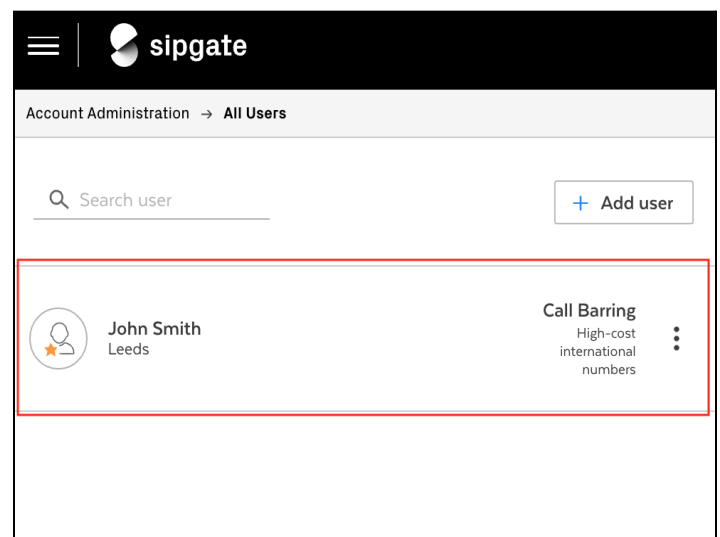 sipgate
Account Administration → All Users
Search user
+ Add user
John Smith
Leeds
Call Barring
High-cost
international
numbers